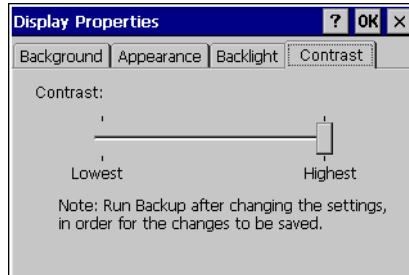 Display Properties ? OK ×
Background Appearance Backlight Contrast
Contrast:
Lowest Highest
Note: Run Backup after changing the settings,
in order for the changes to be saved.